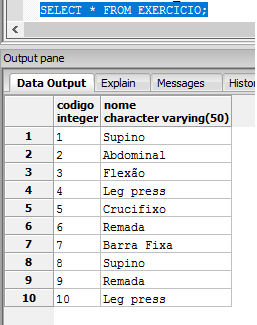 SELECT * FROM EXERCÍCIO;
Output pane
Data Output Explain Messages Histo
codigo nome
integer character varying(50)
1 1 Supino
2 2 Abdominal
3 3 Flexão
4 4 Leg press
5 5 Crucifixo
6 6 Remada
7 7 Barra Fixa
8 8 Supino
9 9 Remada
10 10 Leg press